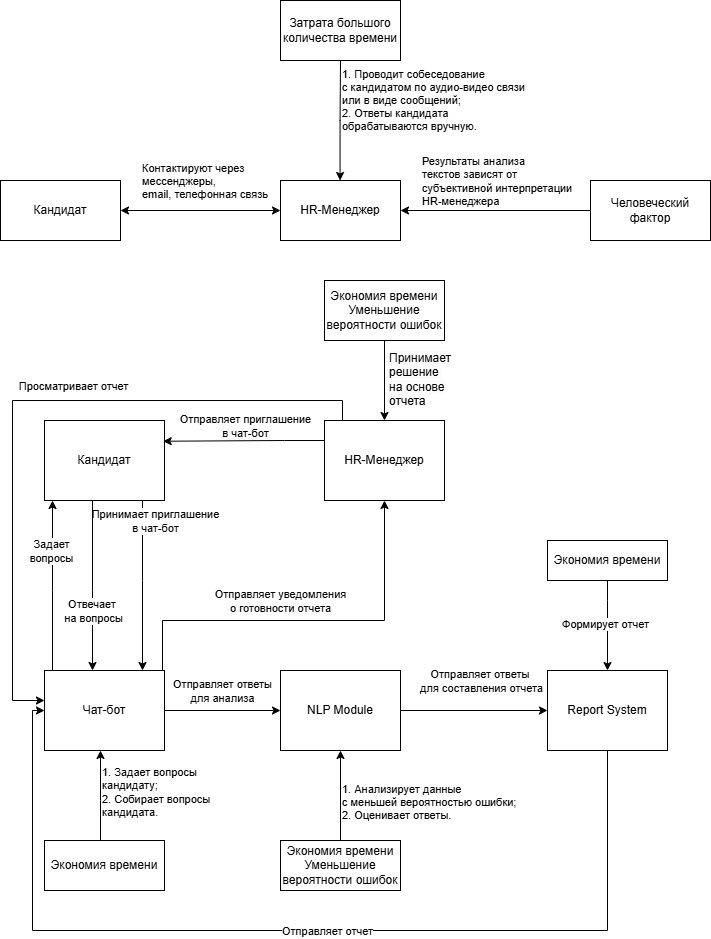 Затрата большого
количества времени
1. Проводит собеседование
с кандидатом по аудио-видео связи
или в виде сообщений;
2. Ответы кандидата
обрабатываются вручную.
Контактируют через
мессенджеры,
email, телефонная связь
Результаты анализа
текстов зависят от
субъективной интерпретации
HR-менеджера
Кандидат
HR-Менеджер
Человеческий
фактор
Экономия времени
Уменьшение
вероятности ошибок
Принимает
решение
на основе
отчета
Просматривает отчет
Отправляет приглашение
в чат-бот
Кандидат
HR-Менеджер
Принимает приглашение
в чат-бот
Задает
вопросы
Экономия времени
Отвечает
на вопросы
Отправляет уведомления
о готовности отчета
Формирует отчет
Отправляет ответы
для анализа
Отправляет ответы
для составления отчета
Чат-бот
NLP Module
Report System
1. Задает вопросы
кандидату;
2. Собирает вопросы
кандидата.
1. Анализирует данные
с меньшей вероятностью ошибки;
2. Оценивает ответы.
Экономия времени
Экономия времени
Уменьшение
вероятности ошибок
Отправляет отчет